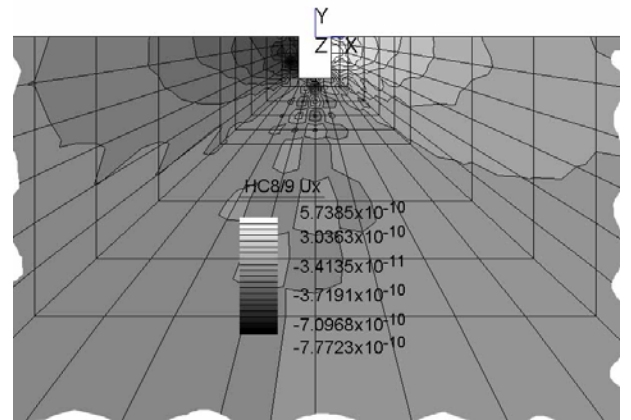 Y
Z X
HC8/9 Ux
5.7385x10⁻¹⁰
3.0363x10⁻¹⁰
-3.4135x10⁻¹¹
-3.7191x10⁻¹⁰
-7.0968x10⁻¹⁰
-7.7723x10⁻¹⁰